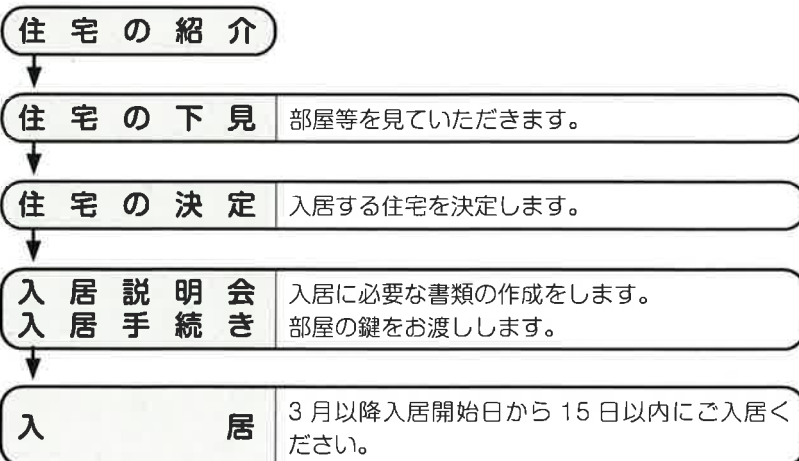 住宅の紹介
住宅の下見 部屋等を見ていただきます。
住宅の決定 入居する住宅を決定します。
入居説明会 入居に必要な書類の作成をします。
入居手続き 部屋の鍵をお渡しします。
入居 3月以降入居開始日から15日以内にご入居く
ださい。